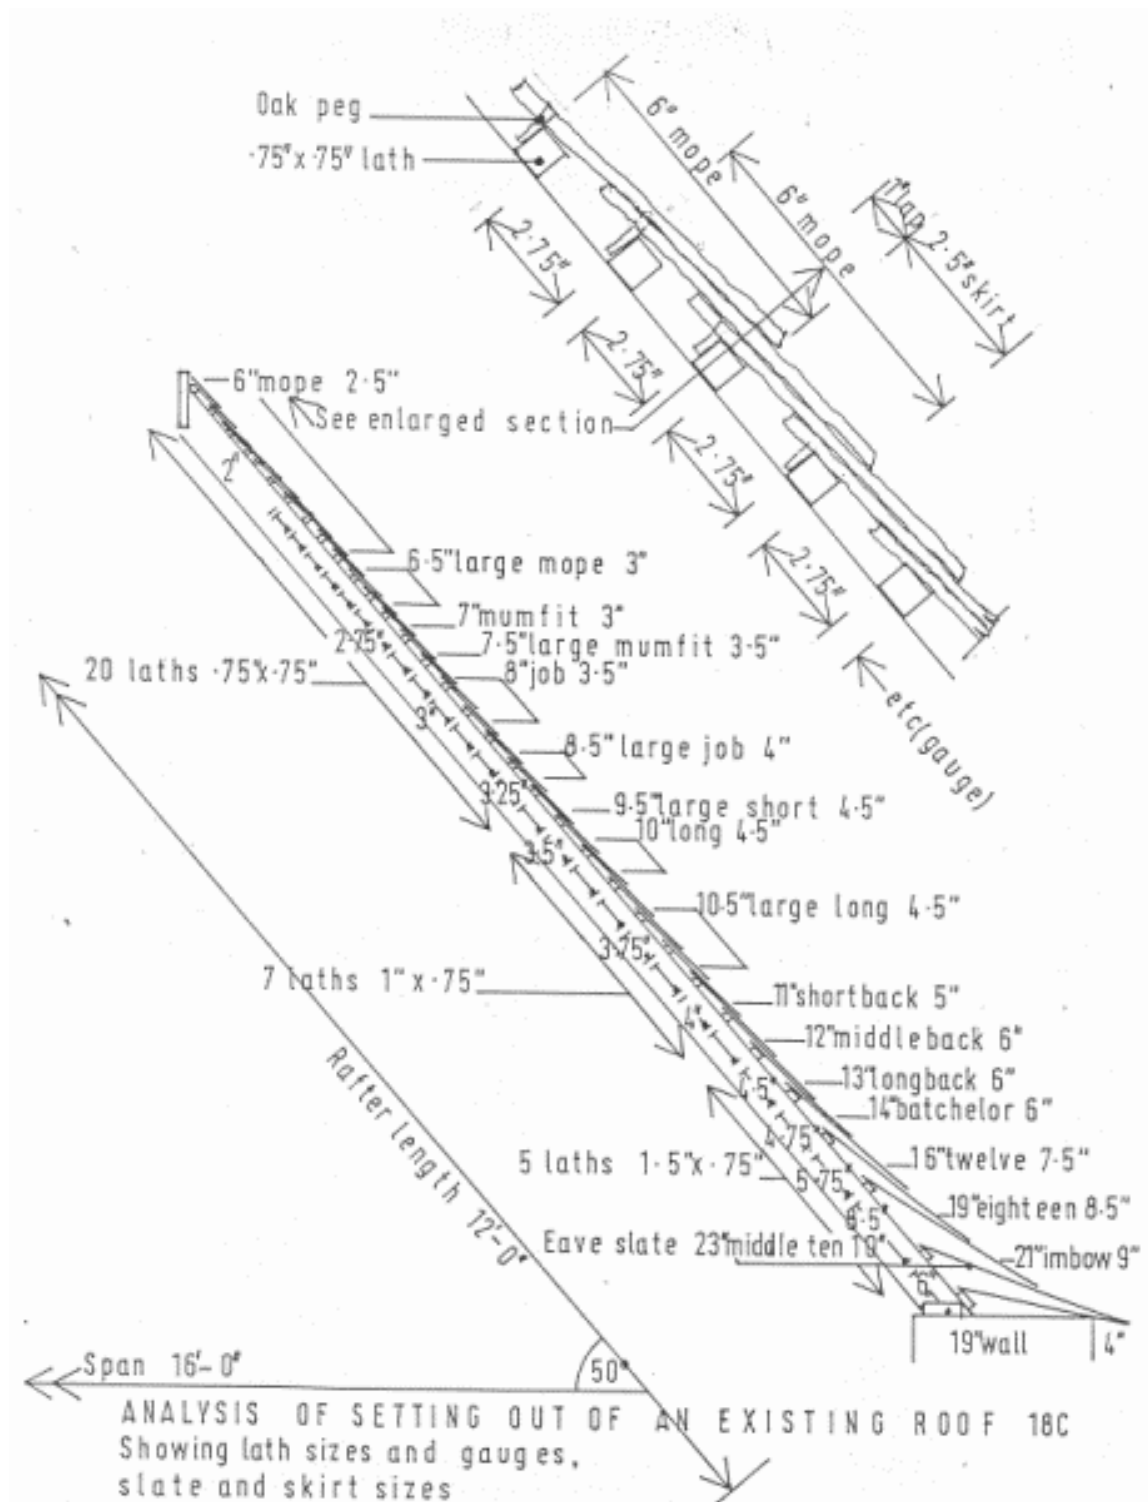 Oak peg
·75"x·75" lath
6" mope
6" mope
1" lap 2·5" skirt
2·75"
2·75"
2·75"
2·75"
etc(gauge)
6"mope 2·5"
See enlarged section
2"
6·5"large mope 3"
7"mumfit 3"
7·5"large mumfit 3·5"
8"job 3·5"
2·75"
20 laths ·75"x·75"
3"
8·5" large job 4"
3·25"
9·5"large short 4·5"
10"long 4·5"
3·5"
10·5"large long 4·5"
3·75"
7 laths 1"x·75"
11"shortback 5"
4"
12"middleback 6"
13"longback 6"
4·5"
14"batchelor 6"
4·75"
16"twelve 7·5"
5 laths 1·5"x·75"
5·75"
19"eighteen 8·5"
6·5"
Eave slate 23"middle ten 19"
21"imbow 9"
19"wall
4"
Rafter length 12'-0"
Span 16'-0"
50°
ANALYSIS OF SETTING OUT OF AN EXISTING ROOF 18C
Showing lath sizes and gauges,
slate and skirt sizes